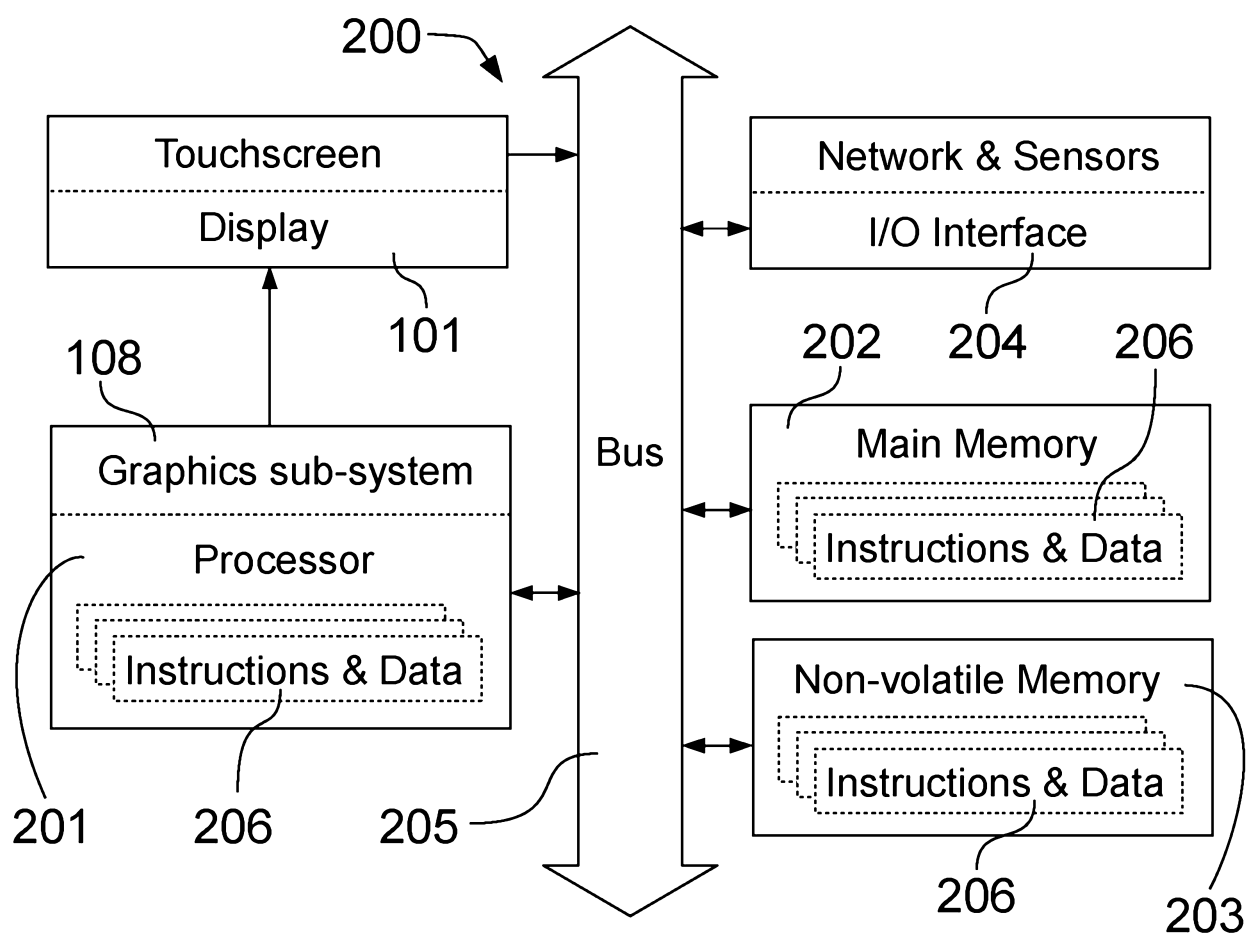 200
Touchscreen
Display
101
108
Graphics sub-system
Processor
Instructions & Data
201
206
205
Bus
Network & Sensors
I/O Interface
204
202
206
Main Memory
Instructions & Data
Non-volatile Memory
Instructions & Data
206
203